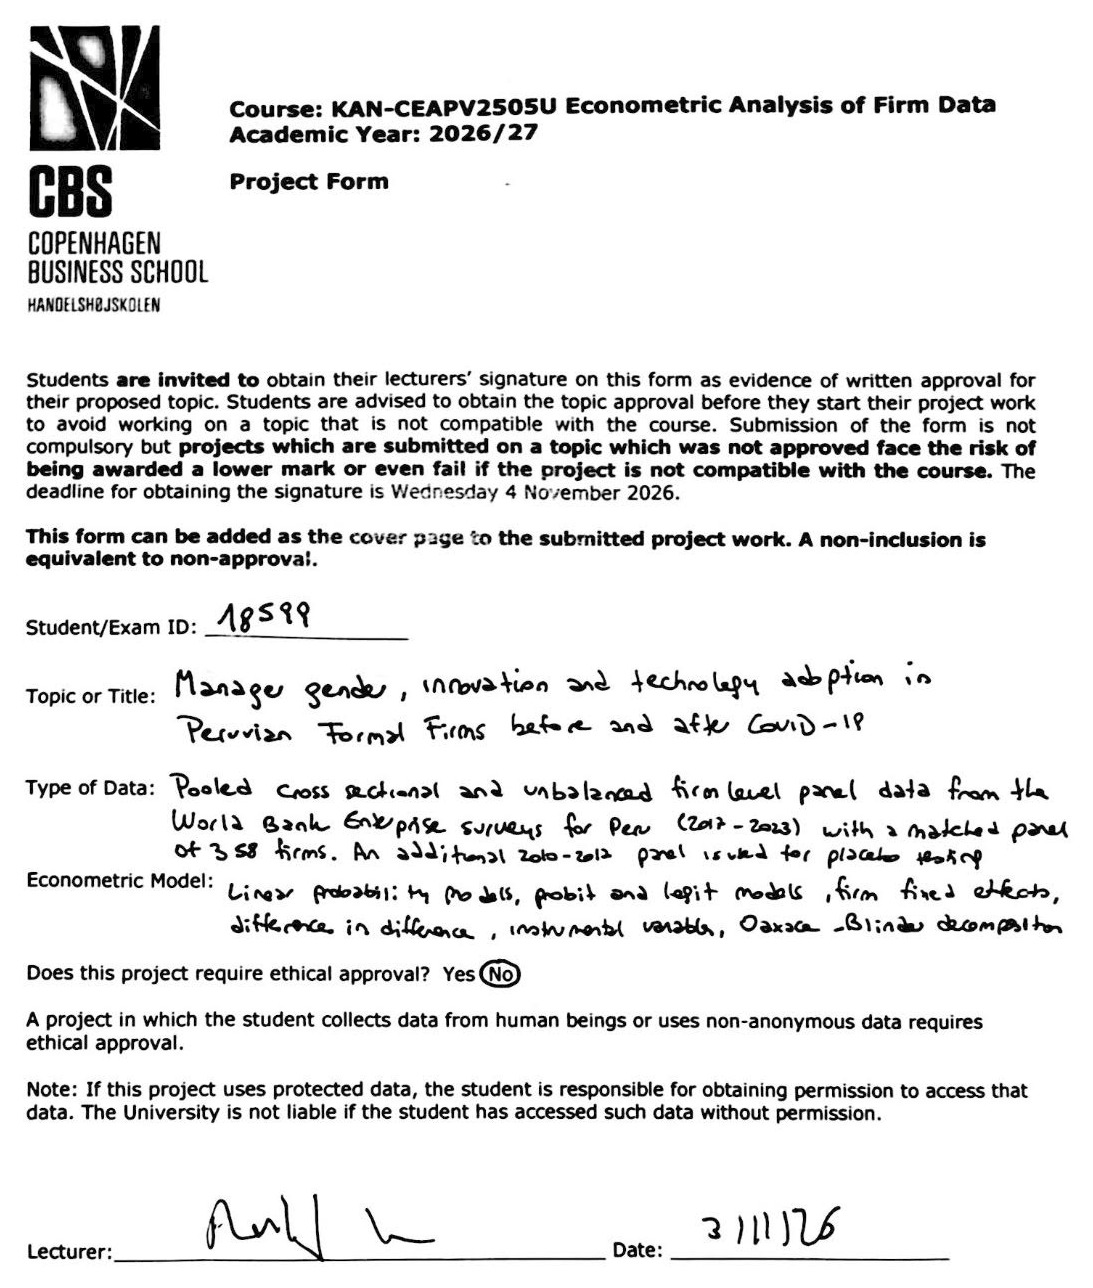 CBS
COPENHAGEN
BUSINESS SCHOOL
HANDELSHØJSKOLEN
Course: KAN-CEAPV2505U Econometric Analysis of Firm Data
Academic Year: 2026/27
Project Form
Students are invited to obtain their lecturers' signature on this form as evidence of written approval for
their proposed topic. Students are advised to obtain the topic approval before they start their project work
to avoid working on a topic that is not compatible with the course. Submission of the form is not
compulsory but projects which are submitted on a topic which was not approved face the risk of
being awarded a lower mark or even fail if the project is not compatible with the course. The
deadline for obtaining the signature is Wednesday 4 November 2026.
This form can be added as the cover page to the submitted project work. A non-inclusion is
equivalent to non-approval.
Student/Exam ID: 18599
Topic or Title: Manager gender, innovation and technology adoption in
Peruvian Formal Firms before and after COVID-19
Type of Data: Pooled cross sectional and unbalanced firm level panel data from the
World Bank Enterprise surveys for Peru (2017-2023) with a matched panel
of 358 firms. An additional 2010-2017 panel is used for placebo testing
Econometric Model: Linear probability models, probit and logit models, firm fixed effects,
difference in difference, instrumental variables, Oaxaca-Blinder decomposition
Does this project require ethical approval? Yes No
A project in which the student collects data from human beings or uses non-anonymous data requires
ethical approval.
Note: If this project uses protected data, the student is responsible for obtaining permission to access that
data. The University is not liable if the student has accessed such data without permission.
Lecturer: Date: 3/11/26